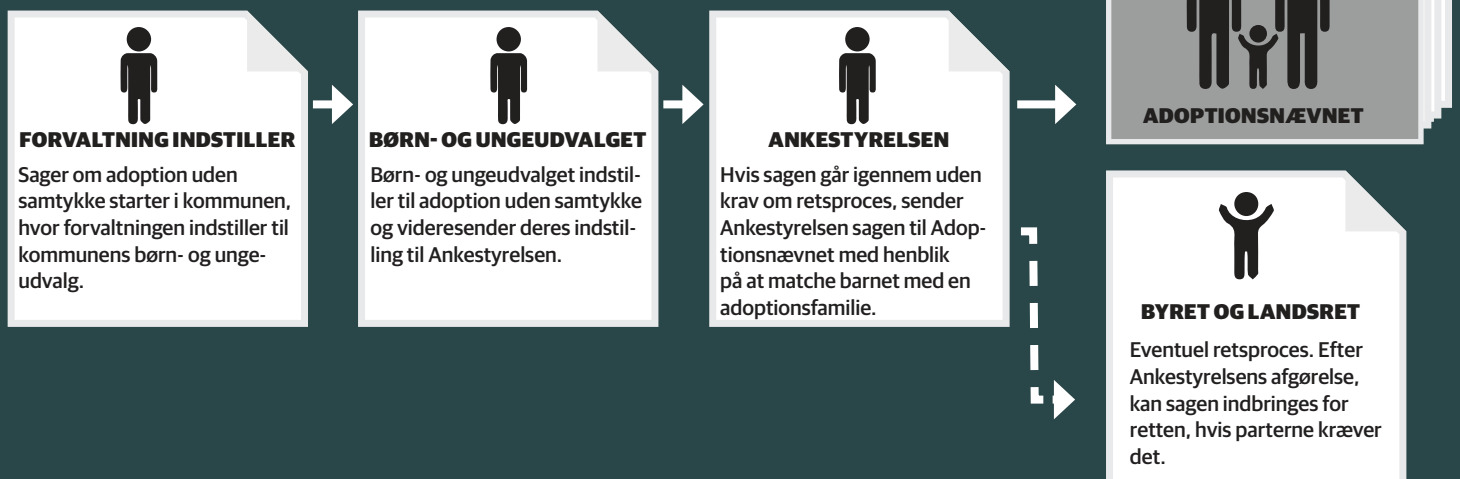 FORVALTNING INDSTILLER
Sager om adoption uden
samtykke starter i kommunen,
hvor forvaltningen indstiller til
kommunens børn- og unge-
udvalg.
BØRN- OG UNGEUDVALGET
Børn- og ungeudvalget indstil-
ler til adoption uden samtykke
og videresender deres indstil-
ling til Ankestyrelsen.
ANKESTYRELSEN
Hvis sagen går igennem uden
krav om retsproces, sender
Ankestyrelsen sagen til Adop-
tionsnævnet med henblik
på at matche barnet med en
adoptionsfamilie.
ADOPTIONSNÆVNET
BYRET OG LANDSRET
Eventuel retsproces. Efter
Ankestyrelsens afgørelse,
kan sagen indbringes for
retten, hvis parterne kræver
det.